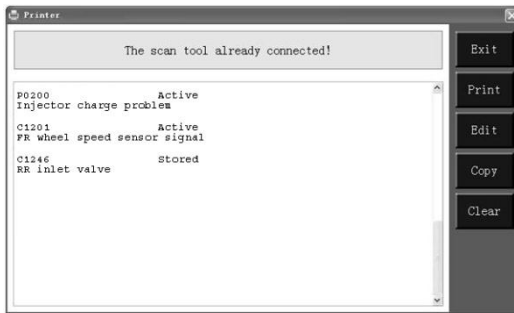 Printer
The scan tool already connected!
P0200 Active
Injector charge problem
C1201 Active
FR wheel speed sensor signal
C1246 Stored
RR inlet valve
Exit
Print
Edit
Copy
Clear